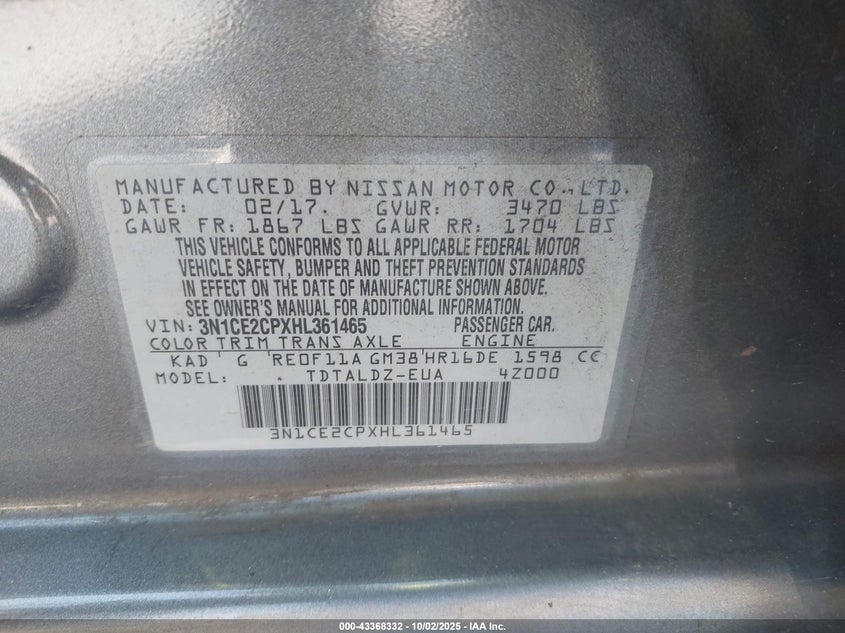 MANUFACTURED BY NISSAN MOTOR CO., LTD.
DATE: 02/17. GVWR: 3470 LBS
GAWR FR: 1867 LBS GAWR RR: 1704 LBS
THIS VEHICLE CONFORMS TO ALL APPLICABLE FEDERAL MOTOR
VEHICLE SAFETY, BUMPER AND THEFT PREVENTION STANDARDS
IN EFFECT ON THE DATE OF MANUFACTURE SHOWN ABOVE.
SEE OWNER'S MANUAL FOR ADDITIONAL INFORMATION.
VIN: 3N1CE2CPXHL361465 PASSENGER CAR.
COLOR TRIM TRANS AXLE ENGINE
KAD G RE0F11A GM38 HR16DE 1598 CC
MODEL: . TDTALDZ-EUA 4Z000
3N1CE2CPXHL361465
000-43368332 - 10/02/2025 - IAA Inc.